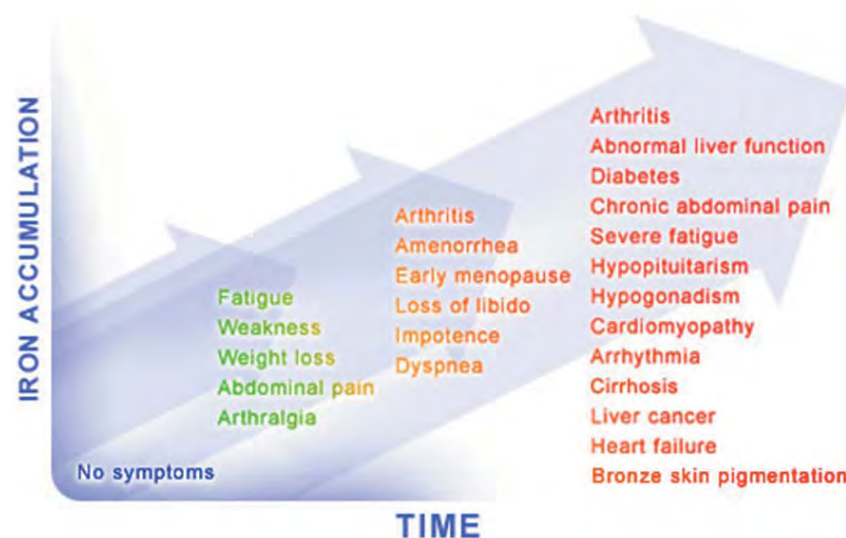 IRON ACCUMULATION
No symptoms
Fatigue
Weakness
Weight loss
Abdominal pain
Arthralgia
Arthritis
Amenorrhea
Early menopause
Loss of libido
Impotence
Dyspnea
Arthritis
Abnormal liver function
Diabetes
Chronic abdominal pain
Severe fatigue
Hypopituitarism
Hypogonadism
Cardiomyopathy
Arrhythmia
Cirrhosis
Liver cancer
Heart failure
Bronze skin pigmentation
TIME